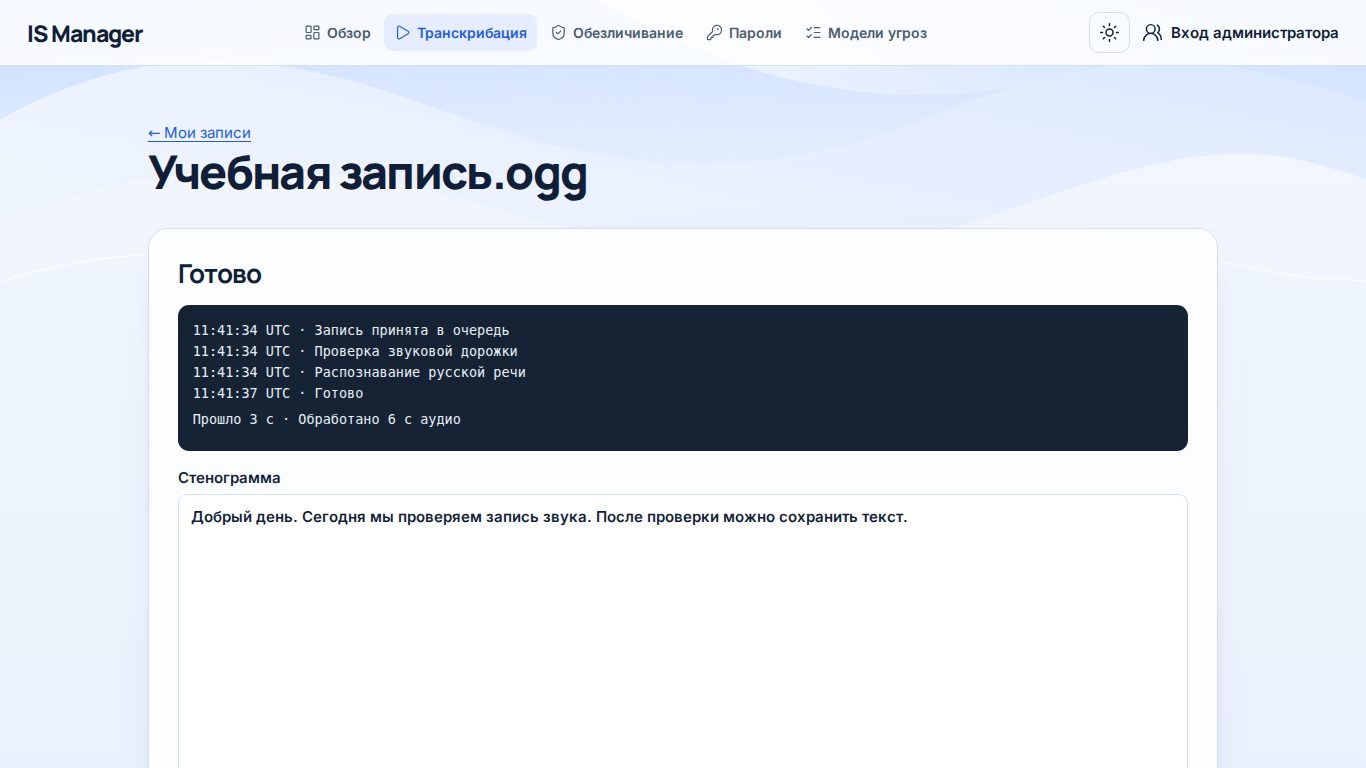 IS Manager
Обзор
Транскрибация
Обезличивание
Пароли
Модели угроз
Вход администратора
← Мои записи
Учебная запись.ogg
Готово
11:41:34 UTC · Запись принята в очередь
11:41:34 UTC · Проверка звуковой дорожки
11:41:34 UTC · Распознавание русской речи
11:41:37 UTC · Готово
Прошло 3 с · Обработано 6 с аудио
Стенограмма
Добрый день. Сегодня мы проверяем запись звука. После проверки можно сохранить текст.